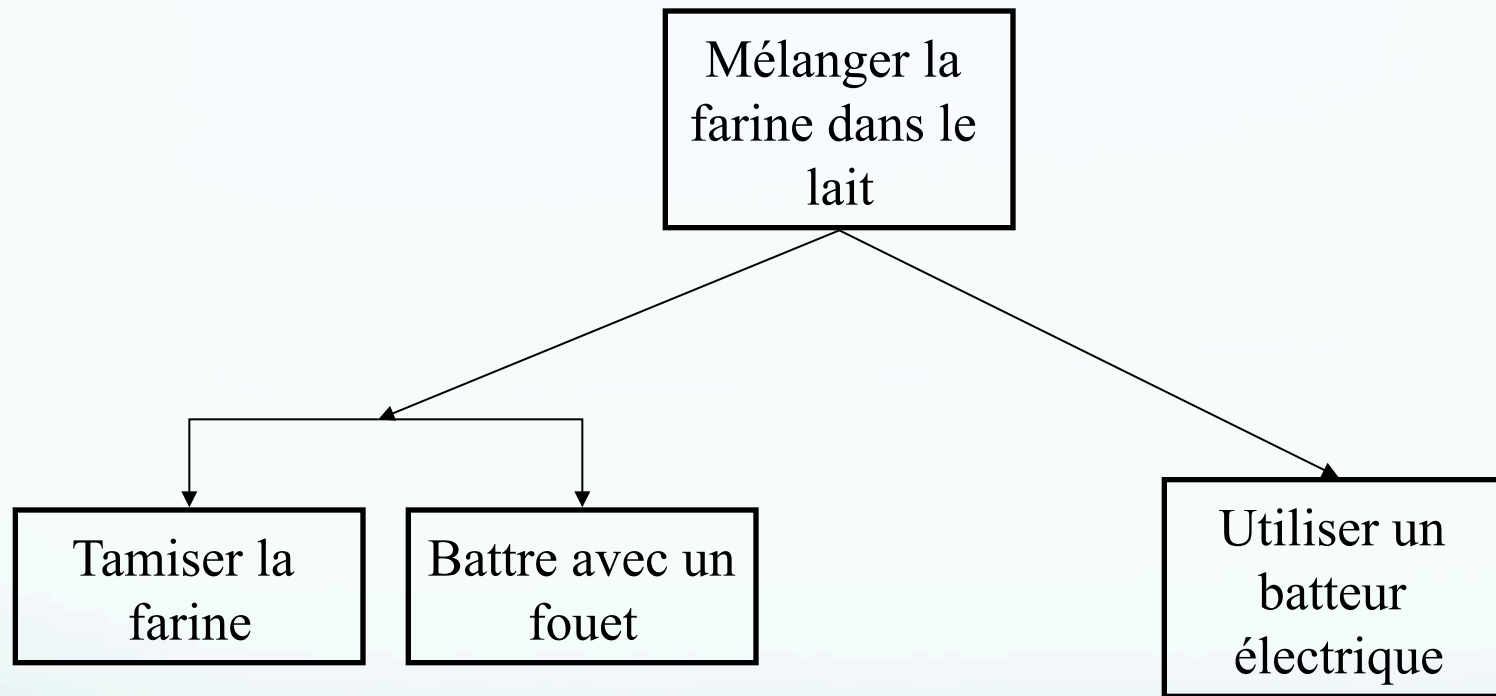 Mélanger la
farine dans le
lait
Tamiser la
farine
Battre avec un
fouet
Utiliser un
batteur
électrique